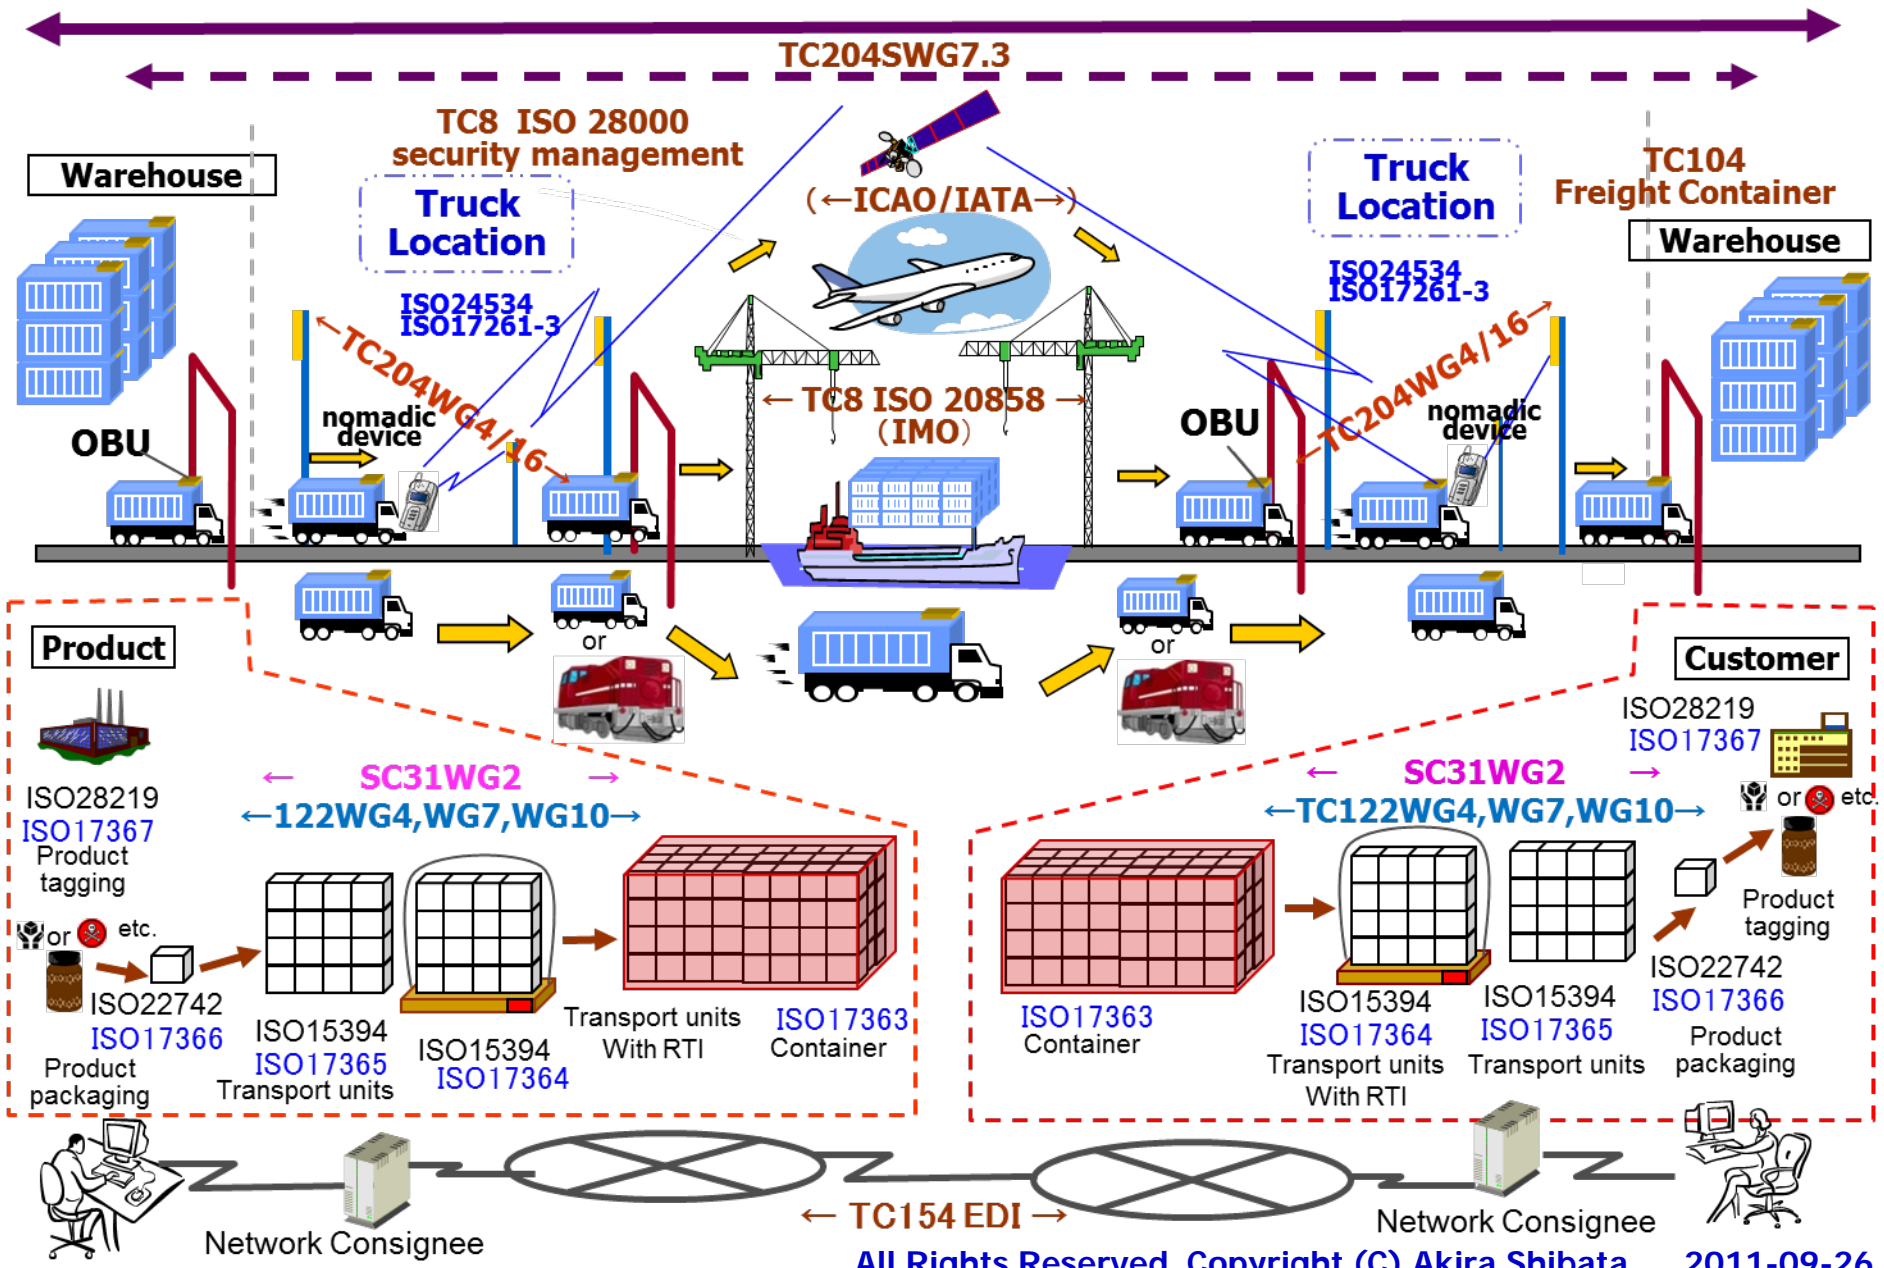 TC204SWG7.3
TC8 ISO 28000
security management
Warehouse
Truck
Location
ISO24534
ISO17261-3
(←ICAO/IATA→)
Truck
Location
ISO24534
ISO17261-3
TC104
Freight Container
Warehouse
←TC204WG4/16→
nomadic
device
OBU
← TC8 ISO 20858 →
(IMO)
OBU
←TC204WG4/16→
nomadic
device
or
or
Product
ISO28219
ISO17367
Product
tagging
or
etc.
← SC31WG2 →
←122WG4,WG7,WG10→
ISO22742
ISO17366
Product
packaging
ISO15394
ISO17365
Transport units
ISO15394
ISO17364
Transport units
With RTI
ISO17363
Container
Customer
ISO28219
ISO17367
← SC31WG2 →
←TC122WG4,WG7,WG10→
or
etc.
Product
tagging
ISO17363
Container
ISO15394
ISO17364
Transport units
With RTI
ISO15394
ISO17365
Transport units
ISO22742
ISO17366
Product
packaging
Network Consignee
← TC154 EDI →
Network Consignee
All Rights Reserved, Copyright (C) Akira Shibata 2011-09-26